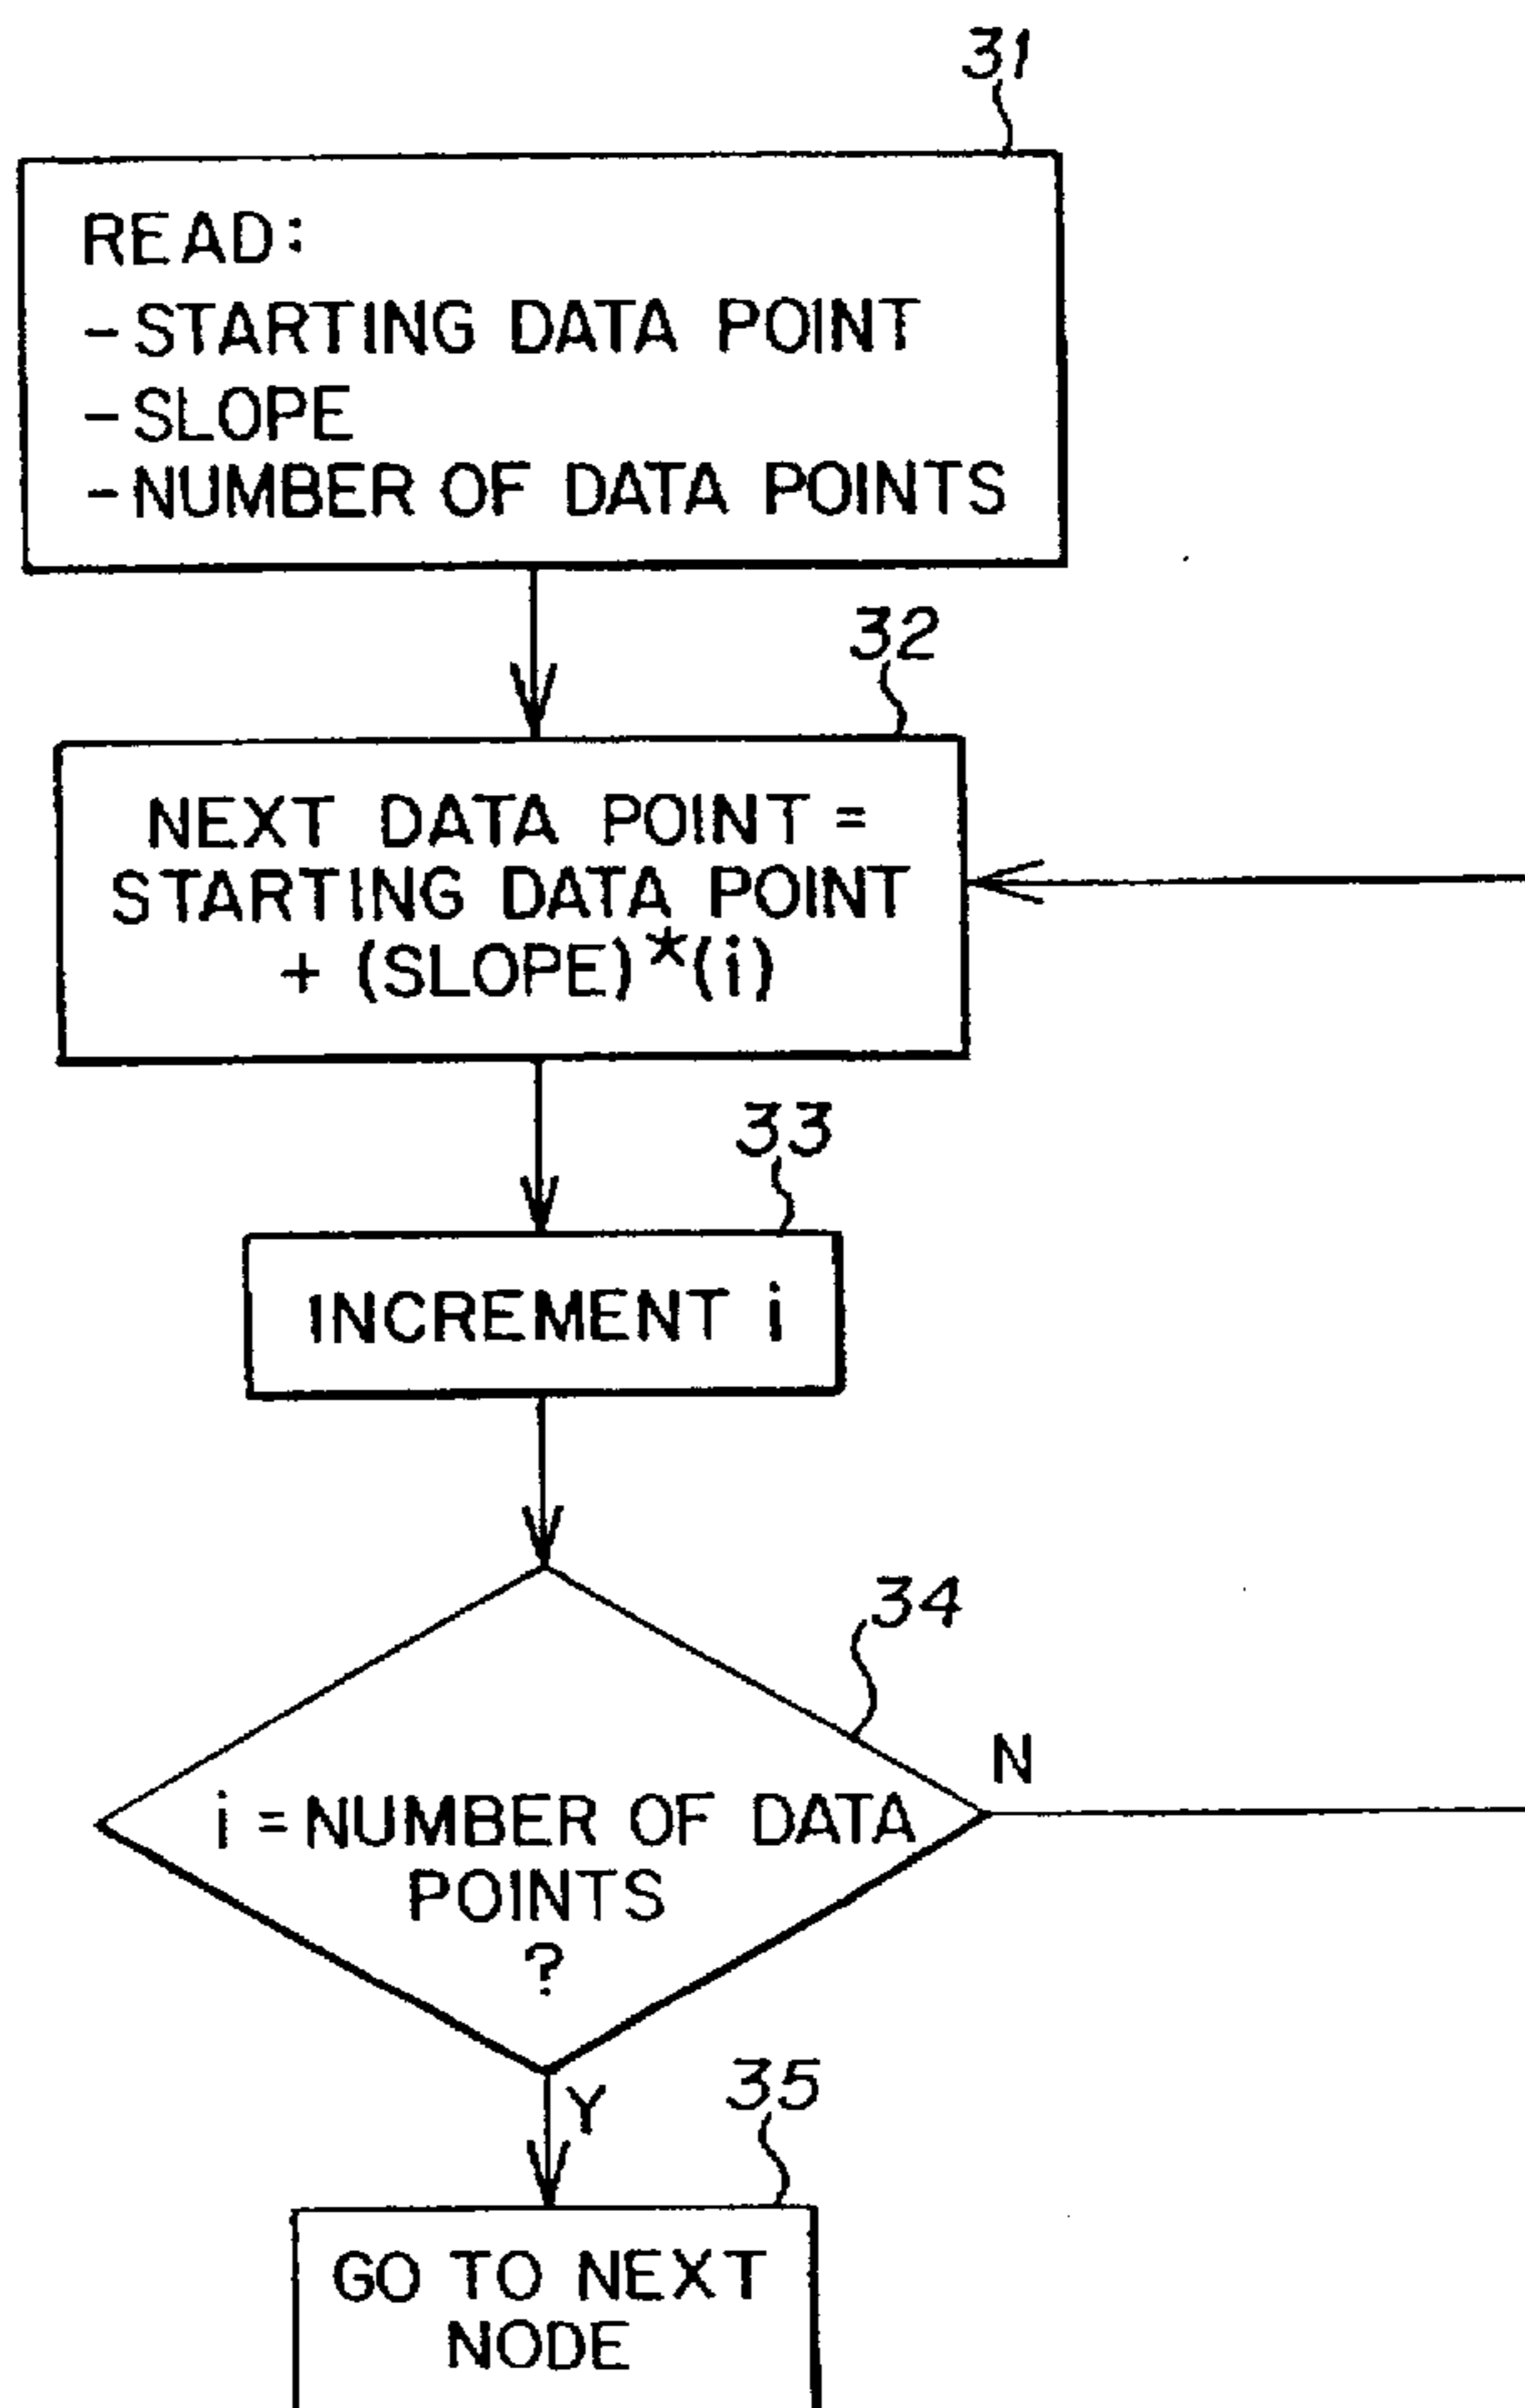 31
READ:
-STARTING DATA POINT
-SLOPE
-NUMBER OF DATA POINTS
32
NEXT DATA POINT =
STARTING DATA POINT
+ (SLOPE)*(i)
33
INCREMENT i
34
N
i = NUMBER OF DATA
POINTS
?
Y
35
GO TO NEXT
NODE